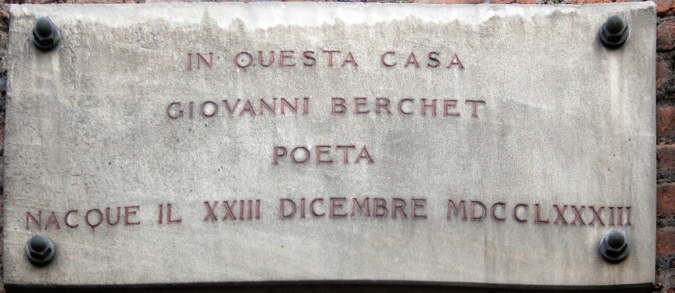 IN QUESTA CASA
GIOVANNI BERCHET
POETA
NACQUE IL XXIII DICEMBRE MDCCLXXXIII